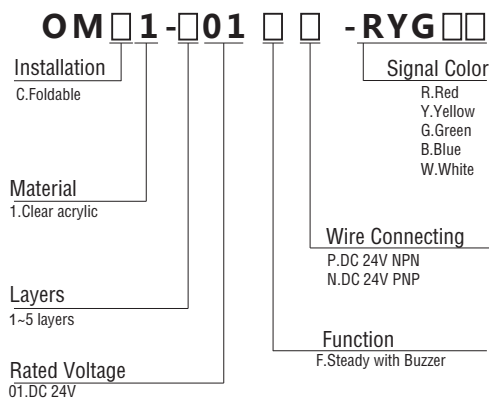 OM□1-□01 □ □ -RYG□□
Installation
C.Foldable
Material
1.Clear acrylic
Layers
1~5 layers
Rated Voltage
01.DC 24V
Signal Color
R.Red
Y.Yellow
G.Green
B.Blue
W.White
Wire Connecting
P.DC 24V NPN
N.DC 24V PNP
Function
F.Steady with Buzzer